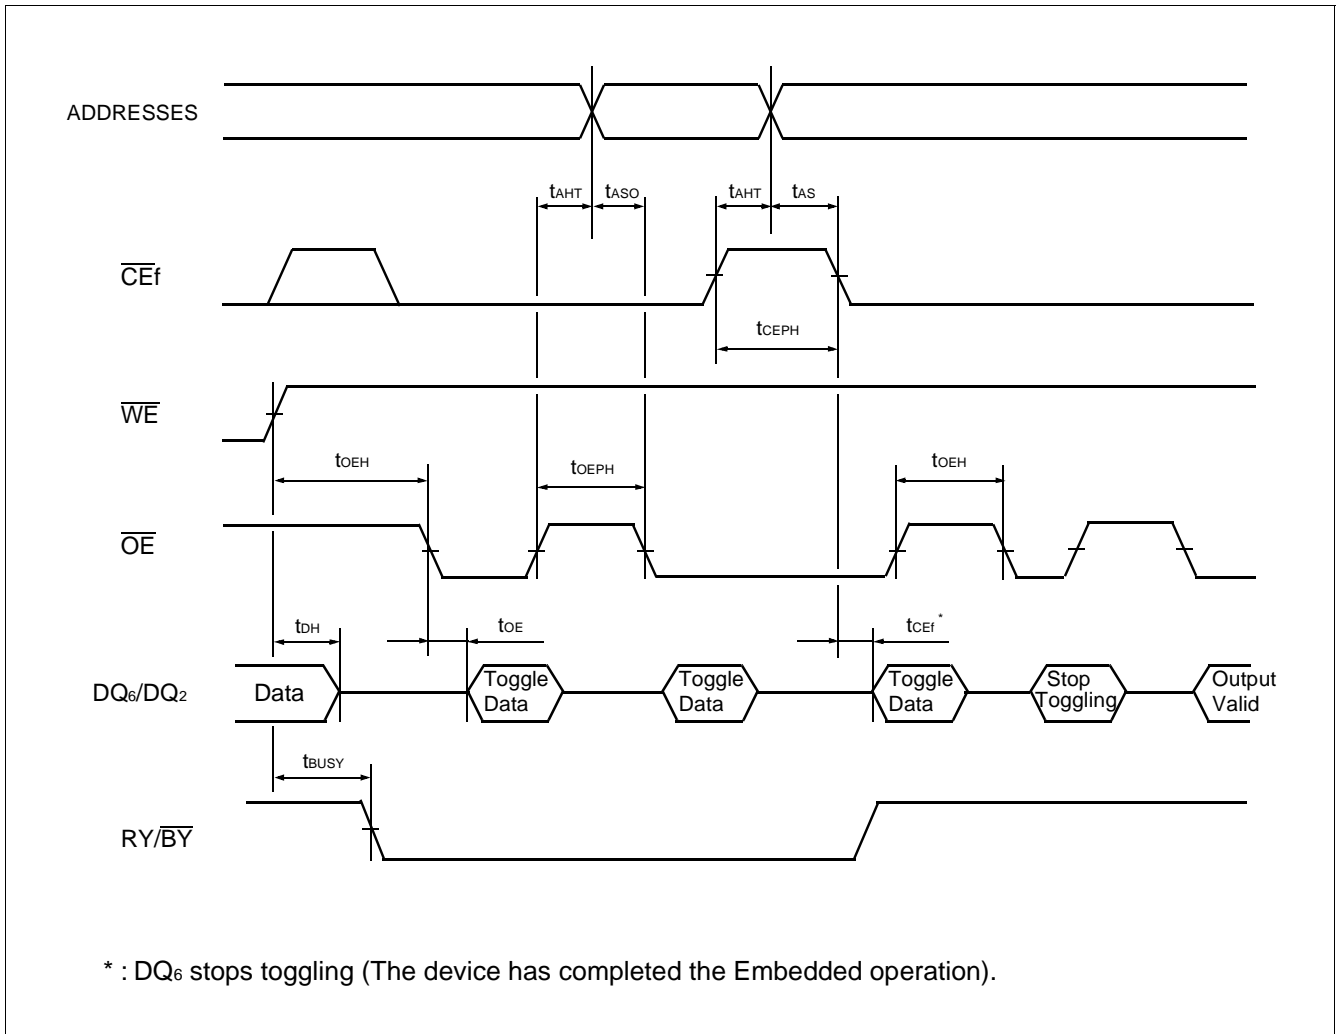 ADDRESSES
tAHT tASO tAHT tAS
CEf
tCEPH
WE
tOEH tOEPH tOEH
OE
tDH tOE tCEf*
DQ6/DQ2 Data Toggle Data Toggle Data Toggle Data Stop Toggling Output Valid
tBUSY
RY/BY
* : DQ6 stops toggling (The device has completed the Embedded operation).